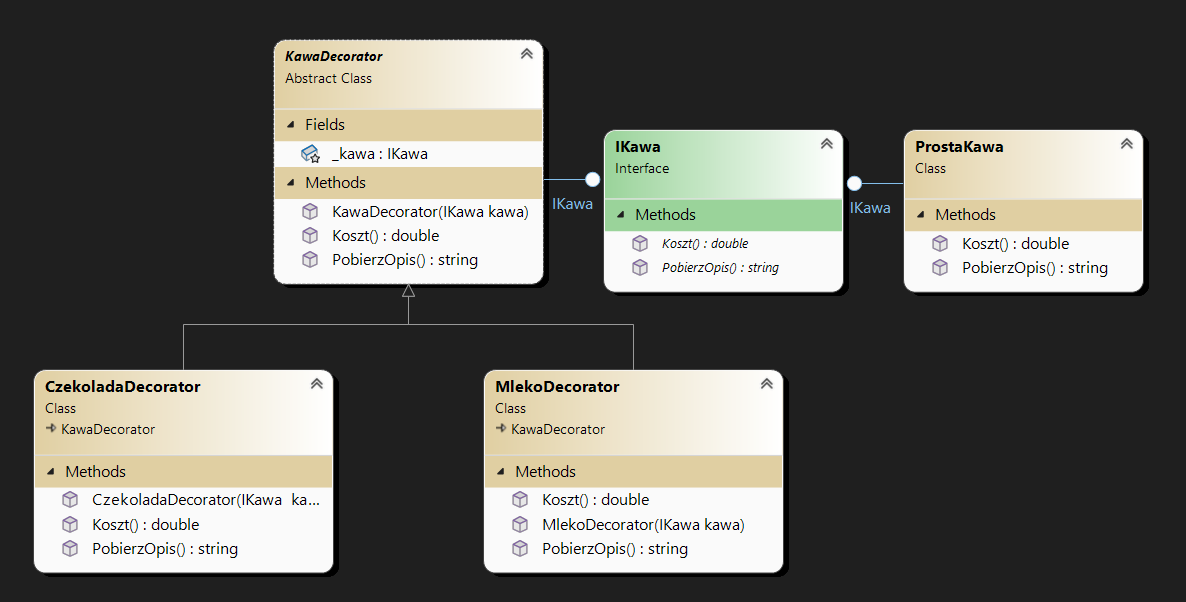 KawaDecorator
Abstract Class
Fields
_kawa : IKawa
Methods
KawaDecorator(IKawa kawa)
Koszt() : double
PobierzOpis() : string
IKawa
IKawa
Interface
Methods
Koszt() : double
PobierzOpis() : string
IKawa
ProstaKawa
Class
Methods
Koszt() : double
PobierzOpis() : string
CzekoladaDecorator
Class
KawaDecorator
Methods
CzekoladaDecorator(IKawa ka...
Koszt() : double
PobierzOpis() : string
MlekoDecorator
Class
KawaDecorator
Methods
Koszt() : double
MlekoDecorator(IKawa kawa)
PobierzOpis() : string